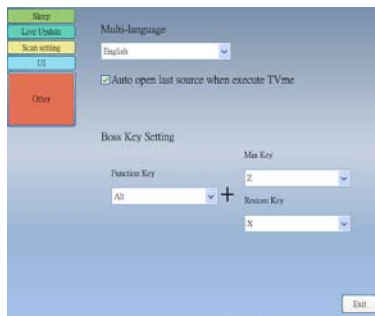 Sleep
Live Update
Scan setting
UI
Other
Multi-language
English
Auto open last source when execute TVme
Boss Key Setting
Function Key
Alt
+
Min Key
Z
Restore Key
X
Exit